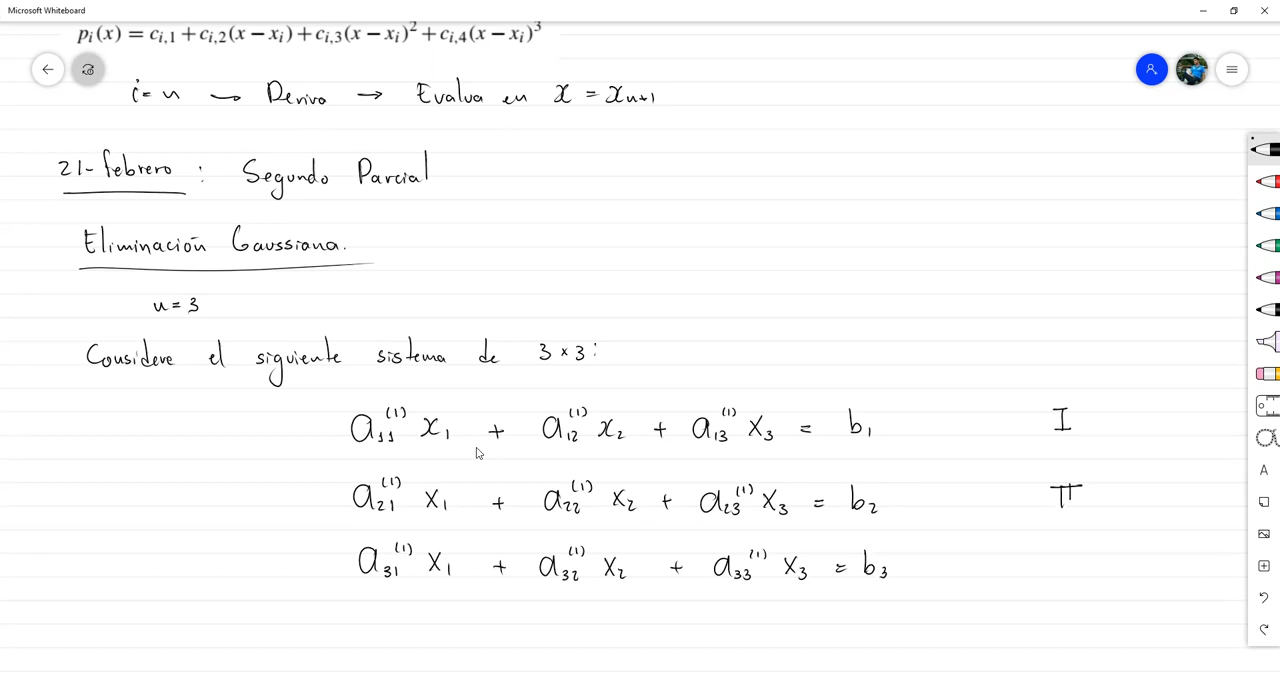 Microsoft Whiteboard
p_i(x) = c_{i,1} + c_{i,2}(x − x_i) + c_{i,3}(x − x_i)^2 + c_{i,4}(x − x_i)^3
i = n → Deriva → Evalua en x = x_{n+1}
21-febrero : Segundo Parcial
Eliminación Gaussiana.
n = 3
Considere el siguiente sistema de 3 × 3 :
a_{11}^{(1)} x_1 + a_{12}^{(1)} x_2 + a_{13}^{(1)} x_3 = b_1 I
a_{21}^{(1)} x_1 + a_{22}^{(1)} x_2 + a_{23}^{(1)} x_3 = b_2 II
a_{31}^{(1)} x_1 + a_{32}^{(1)} x_2 + a_{33}^{(1)} x_3 = b_3